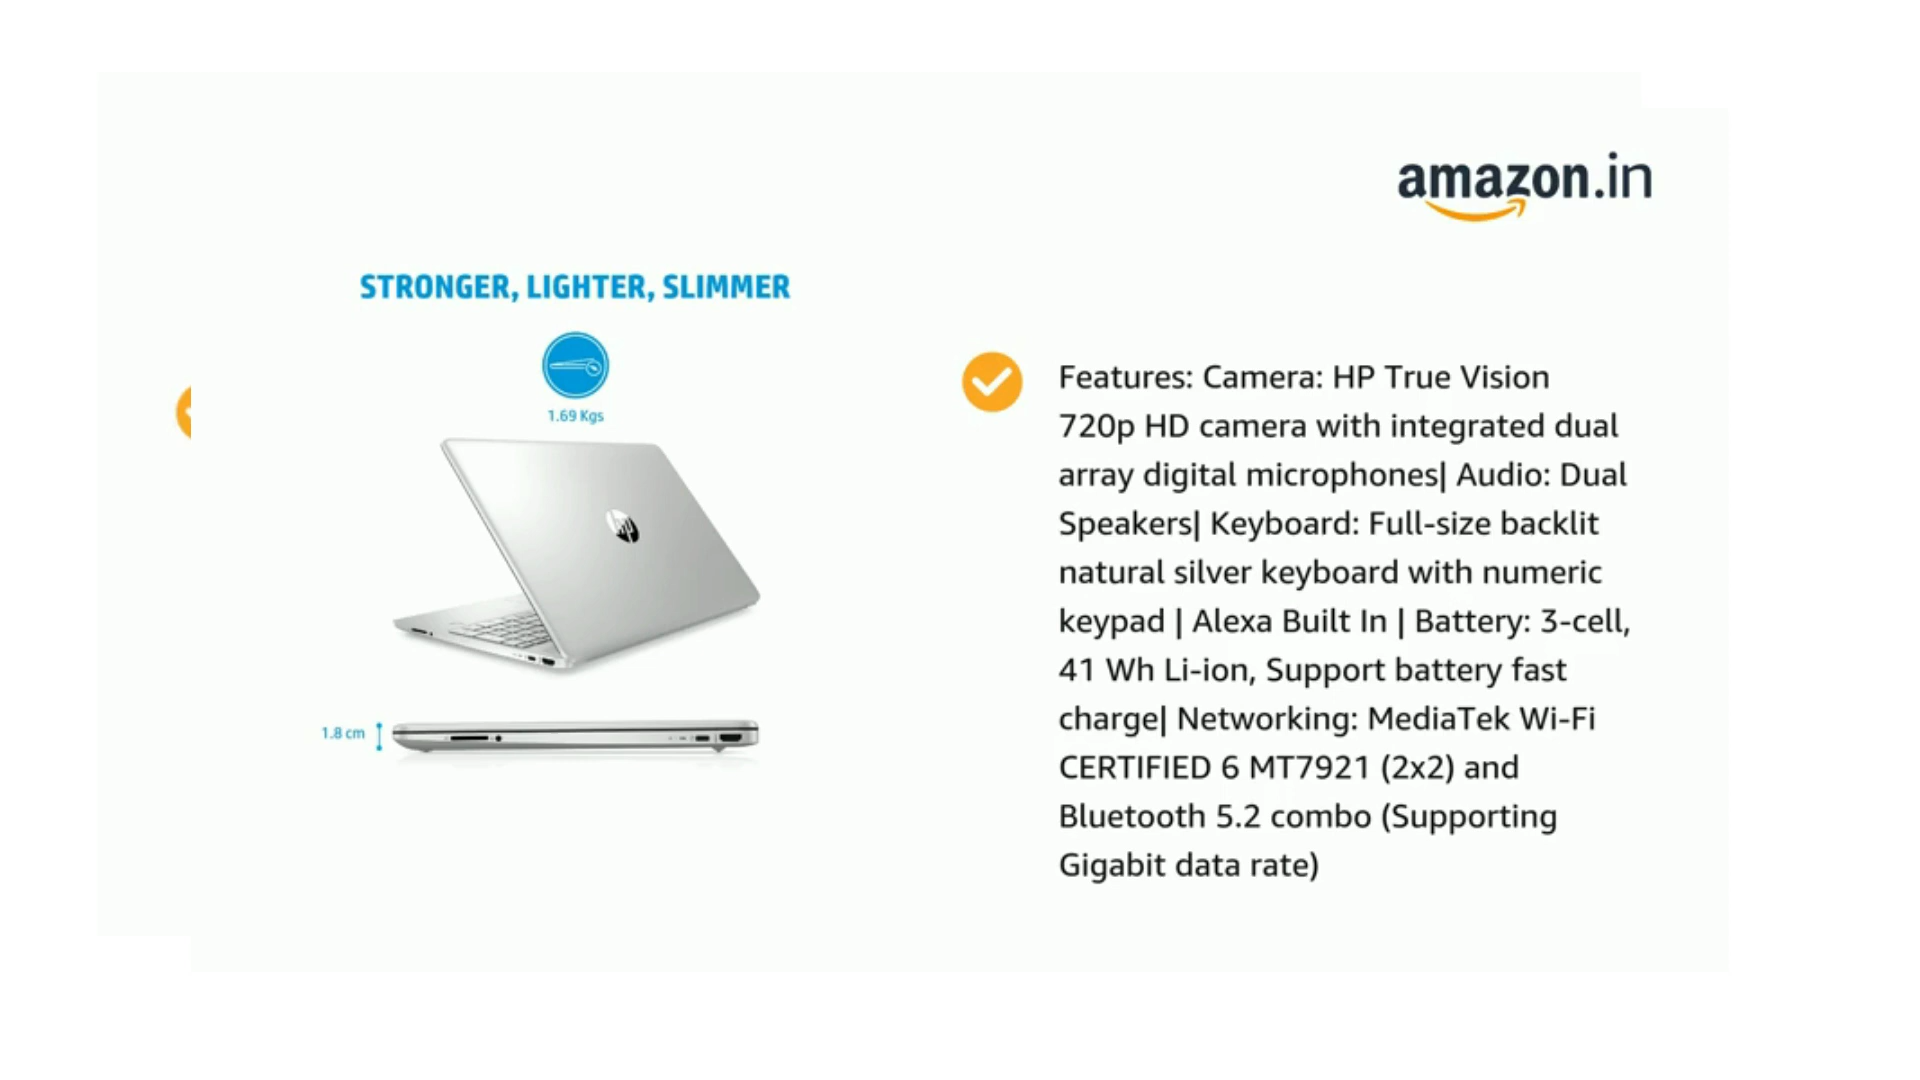 amazon.in
STRONGER, LIGHTER, SLIMMER
1.69 Kgs
hp
1.8 cm
Features: Camera: HP True Vision
720p HD camera with integrated dual
array digital microphones| Audio: Dual
Speakers| Keyboard: Full-size backlit
natural silver keyboard with numeric
keypad | Alexa Built In | Battery: 3-cell,
41 Wh Li-ion, Support battery fast
charge| Networking: MediaTek Wi-Fi
CERTIFIED 6 MT7921 (2x2) and
Bluetooth 5.2 combo (Supporting
Gigabit data rate)